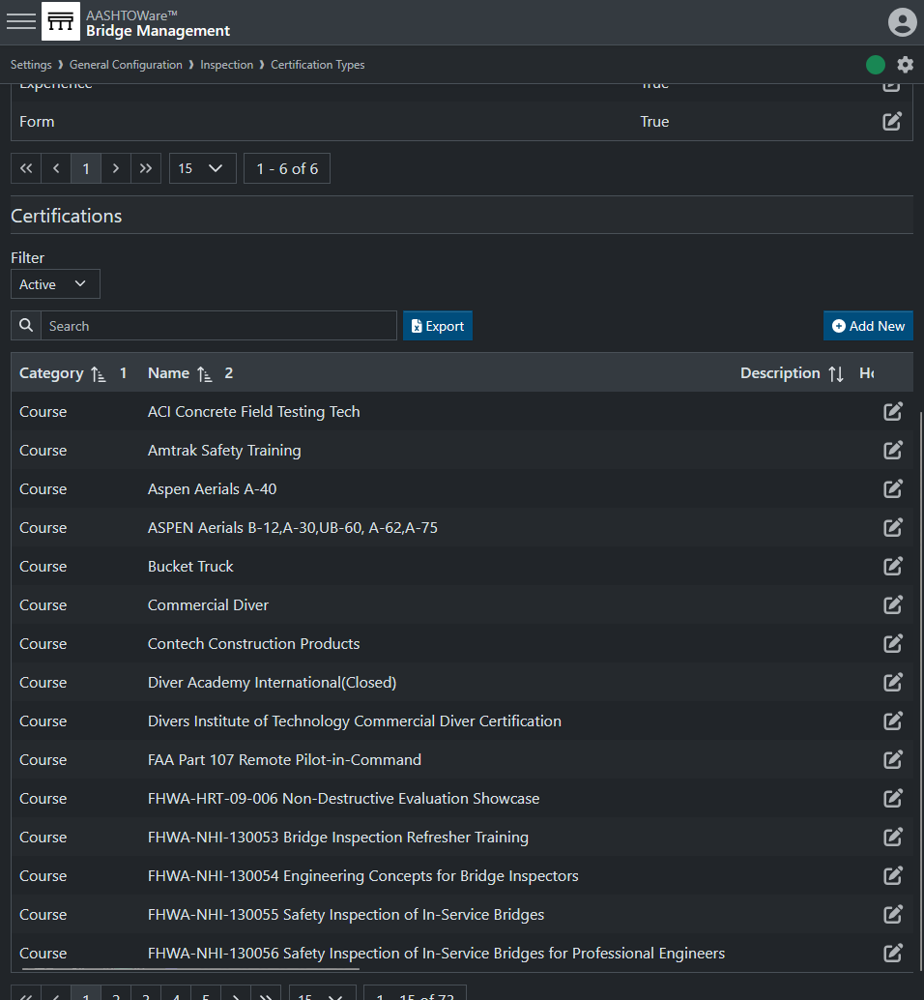 AASHTOWare™
Bridge Management
Settings ❯ General Configuration ❯ Inspection ❯ Certification Types
Experience True
Form True
1 15 1 - 6 of 6
Certifications
Filter
Active
Search Export Add New
Category 1 Name 2 Description
Course ACI Concrete Field Testing Tech
Course Amtrak Safety Training
Course Aspen Aerials A-40
Course ASPEN Aerials B-12,A-30,UB-60, A-62,A-75
Course Bucket Truck
Course Commercial Diver
Course Contech Construction Products
Course Diver Academy International(Closed)
Course Divers Institute of Technology Commercial Diver Certification
Course FAA Part 107 Remote Pilot-in-Command
Course FHWA-HRT-09-006 Non-Destructive Evaluation Showcase
Course FHWA-NHI-130053 Bridge Inspection Refresher Training
Course FHWA-NHI-130054 Engineering Concepts for Bridge Inspectors
Course FHWA-NHI-130055 Safety Inspection of In-Service Bridges
Course FHWA-NHI-130056 Safety Inspection of In-Service Bridges for Professional Engineers
1 2 3 4 5 15 1 - 15 of 73